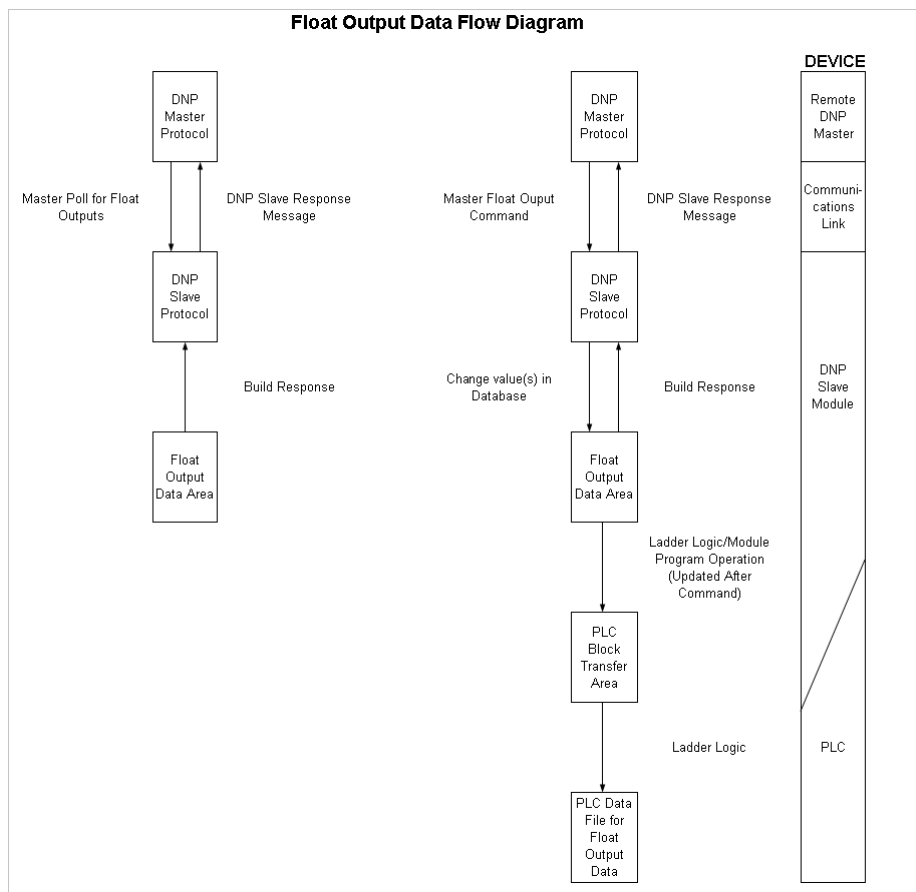 Float Output Data Flow Diagram
DEVICE
DNP
Master
Protocol
DNP
Master
Protocol
Remote
DNP
Master
Master Poll for Float
Outputs
DNP Slave Response
Message
Master Float Ouput
Command
DNP Slave Response
Message
Communi-
cations
Link
DNP
Slave
Protocol
DNP
Slave
Protocol
Build Response
Change value(s) in
Database
Build Response
DNP
Slave
Module
Float
Output
Data Area
Float
Output
Data Area
Ladder Logic/Module
Program Operation
(Updated After
Command)
PLC
Block
Transfer
Area
Ladder Logic
PLC
PLC Data
File for
Float
Output
Data